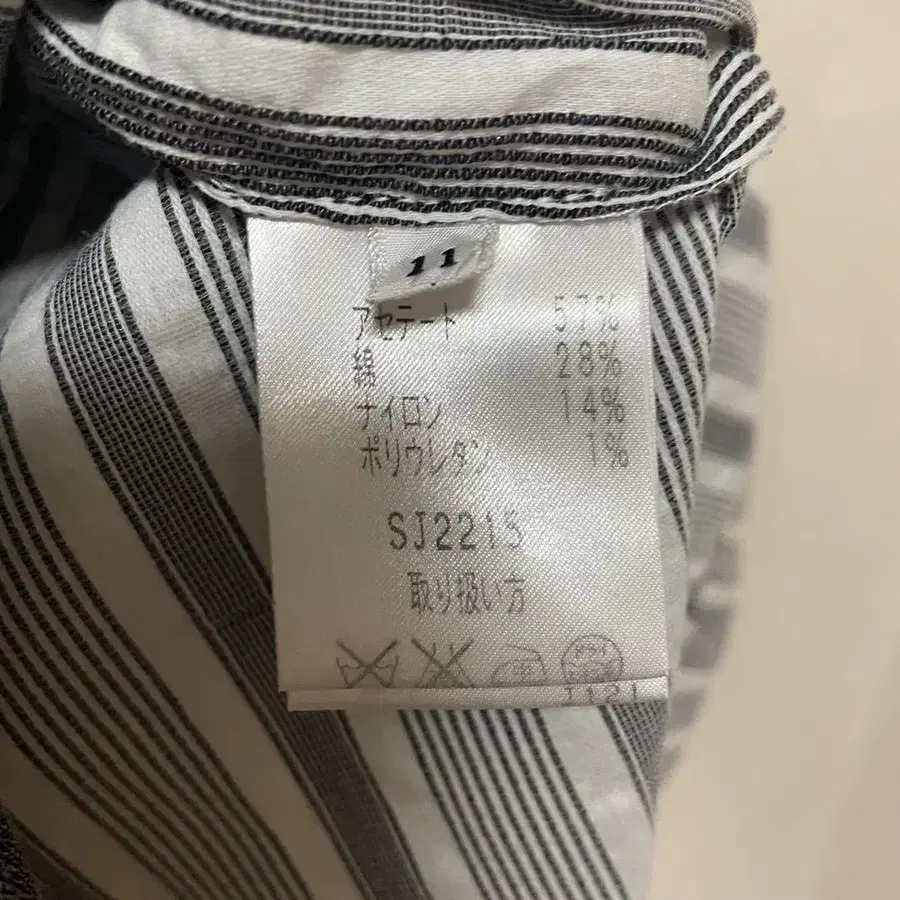 11
アセテート 57%
綿 28%
ナイロン 14%
ポリウレタン 1%
SJ2215
取り扱い方